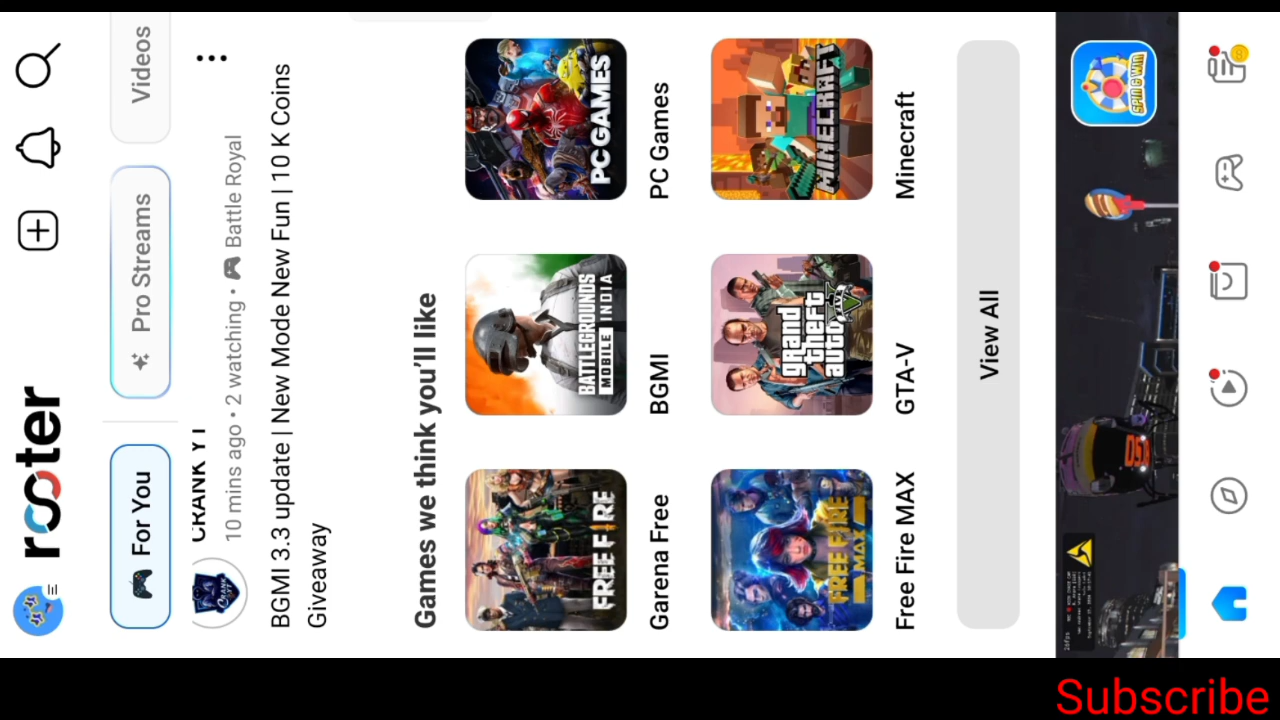 rooter
For You
Pro Streams
Videos
CRANK YT
10 mins ago • 2 watching • Battle Royal
BGMI 3.3 update | New Mode New Fun | 10 K Coins
Giveaway
Games we think you'll like
FREE FIRE
BATTLEGROUNDS
MOBILE INDIA
PC GAMES
Garena Free
BGMI
PC Games
FREE FIRE
MAX
grand
theft
auto
V
FIVE
MINECRAFT
Free Fire MAX
GTA-V
Minecraft
View All
SPIN & WIN
Subscribe